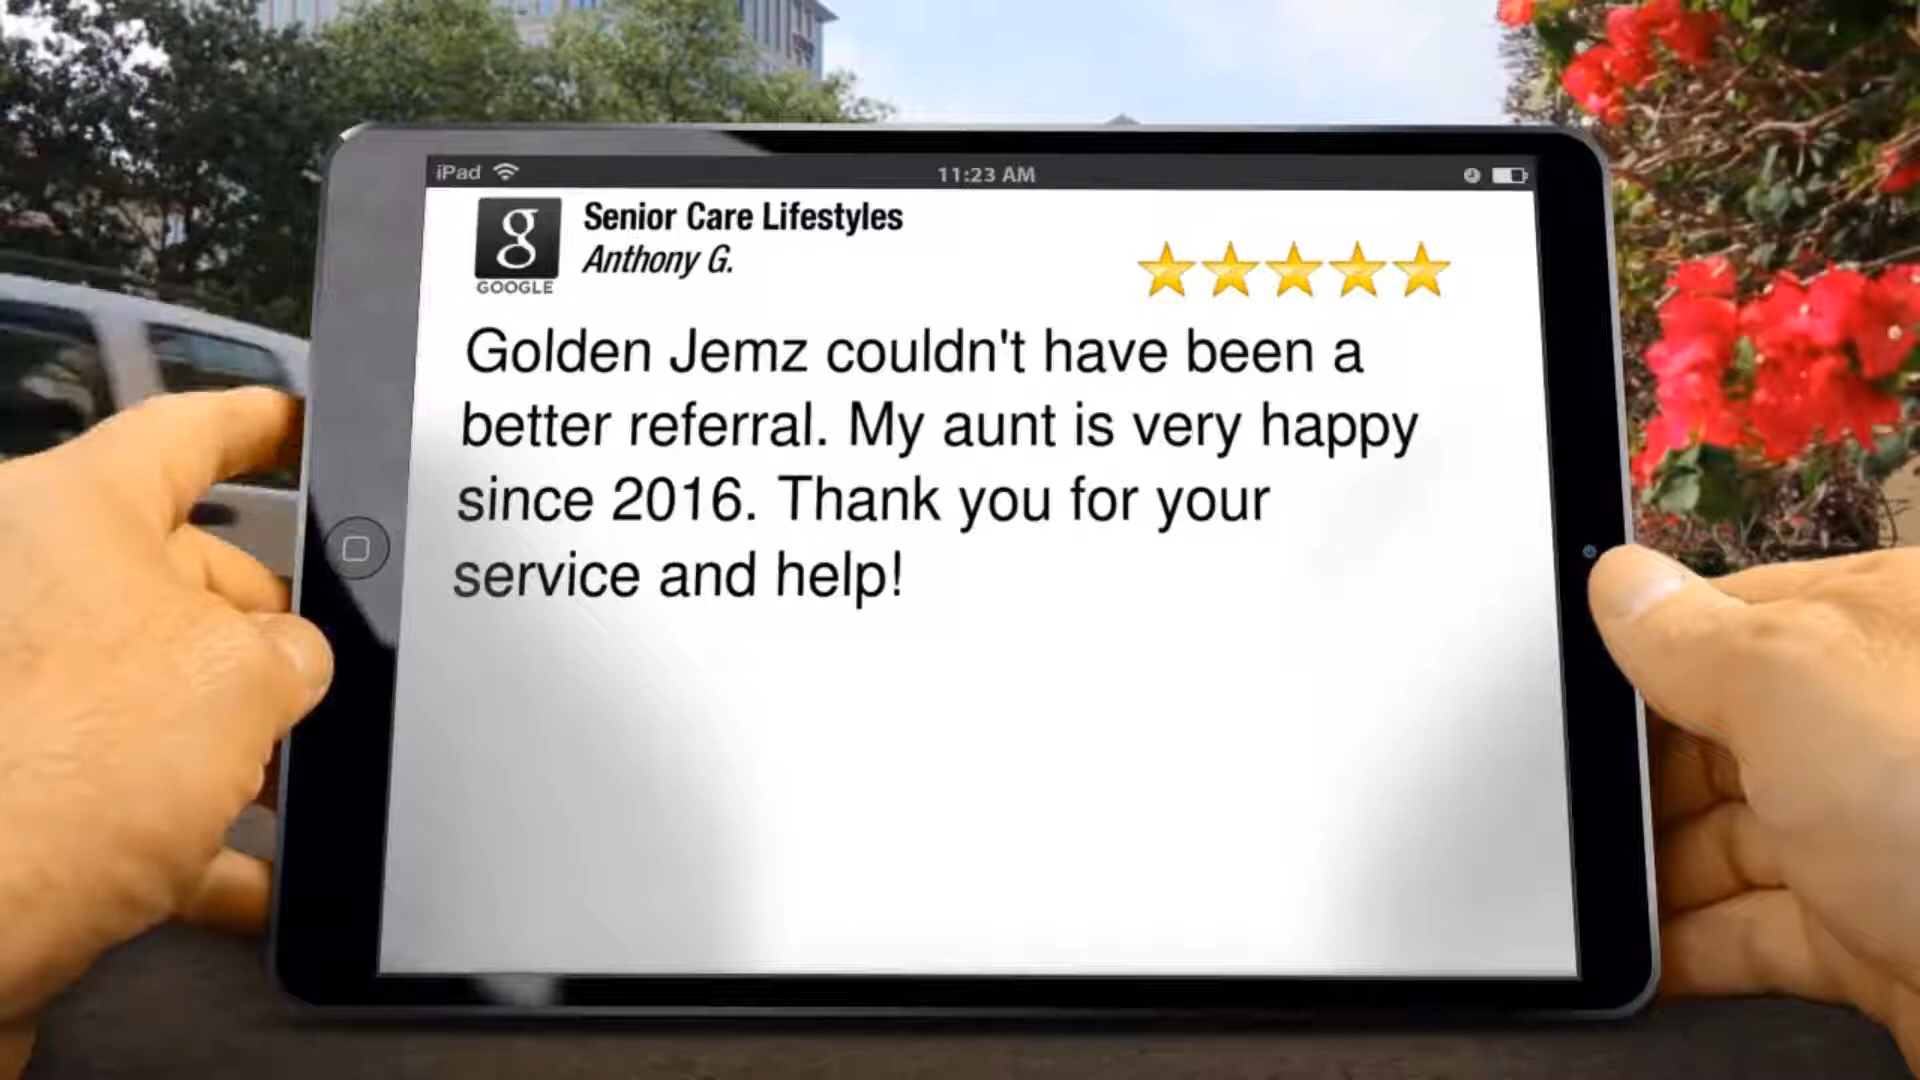 iPad
11:23 AM
g
GOOGLE
Senior Care Lifestyles
Anthony G.
Golden Jemz couldn't have been a
better referral. My aunt is very happy
since 2016. Thank you for your
service and help!